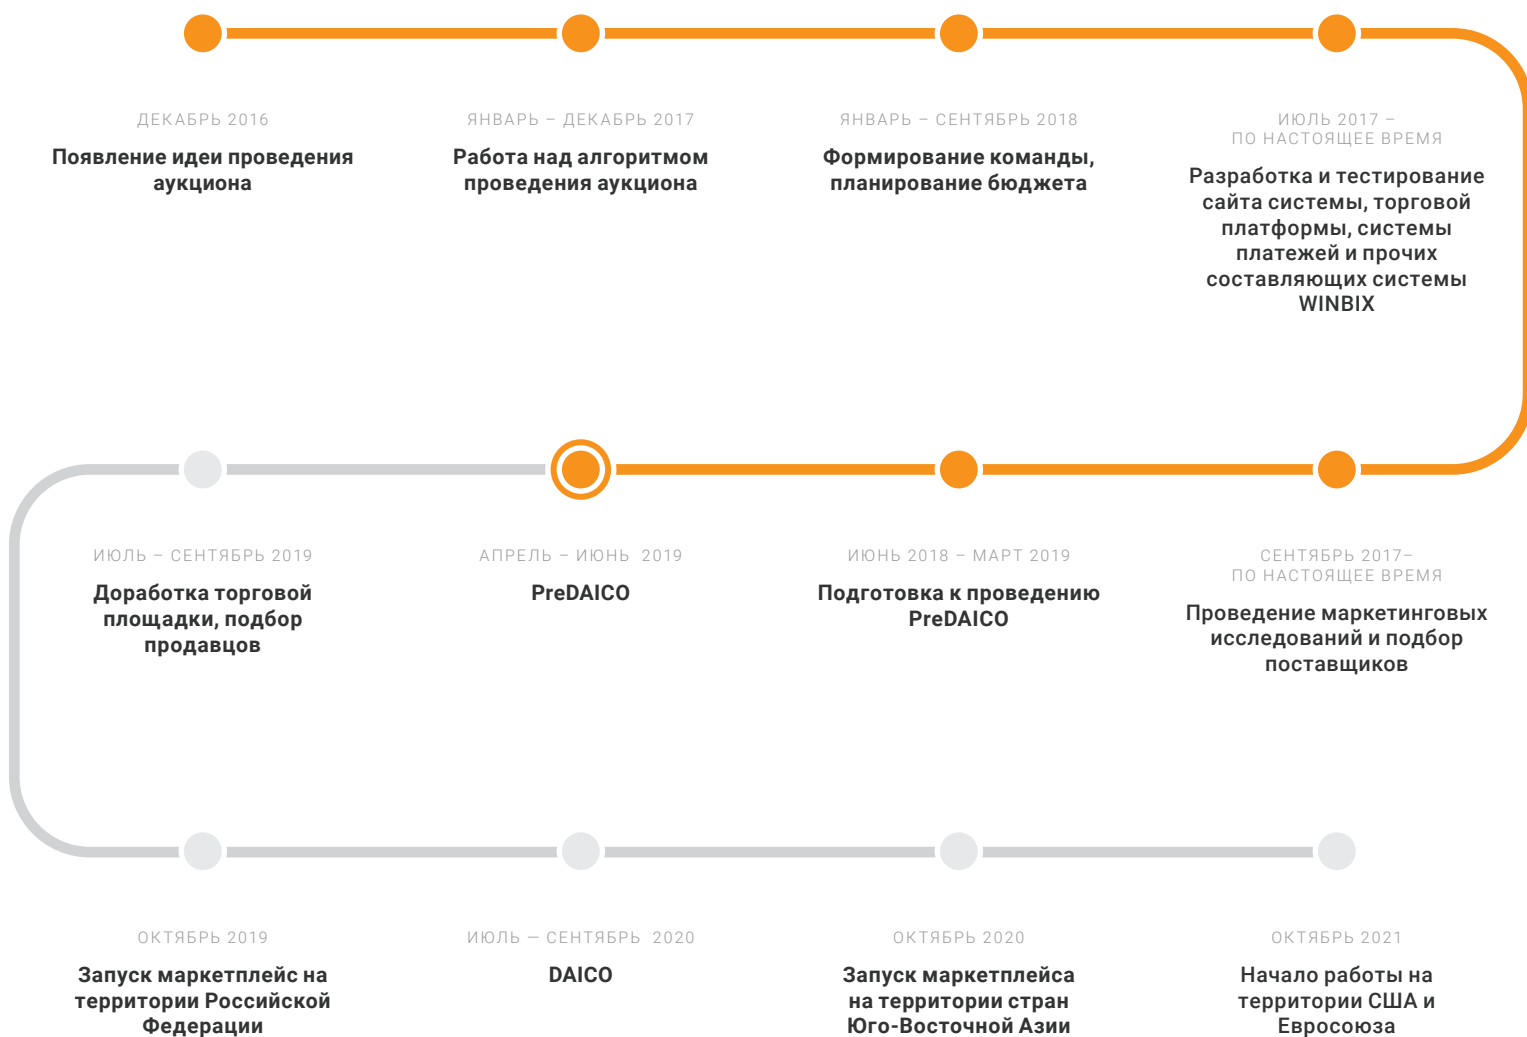 ДЕКАБРЬ 2016
Появление идеи проведения
аукциона
ЯНВАРЬ – ДЕКАБРЬ 2017
Работа над алгоритмом
проведения аукциона
ЯНВАРЬ – СЕНТЯБРЬ 2018
Формирование команды,
планирование бюджета
ИЮЛЬ 2017 –
ПО НАСТОЯЩЕЕ ВРЕМЯ
Разработка и тестирование
сайта системы, торговой
платформы, системы
платежей и прочих
составляющих системы
WINBIX
ИЮЛЬ – СЕНТЯБРЬ 2019
Доработка торговой
площадки, подбор
продавцов
АПРЕЛЬ – ИЮНЬ 2019
PreDAICO
ИЮНЬ 2018 – МАРТ 2019
Подготовка к проведению
PreDAICO
СЕНТЯБРЬ 2017–
ПО НАСТОЯЩЕЕ ВРЕМЯ
Проведение маркетинговых
исследований и подбор
поставщиков
ОКТЯБРЬ 2019
Запуск маркетплейс на
территории Российской
Федерации
ИЮЛЬ — СЕНТЯБРЬ 2020
DAICO
ОКТЯБРЬ 2020
Запуск маркетплейса
на территории стран
Юго-Восточной Азии
ОКТЯБРЬ 2021
Начало работы на
территории США и
Евросоюза